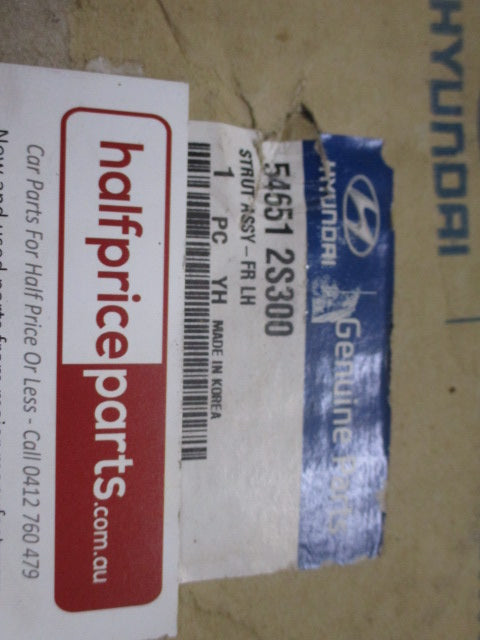 HYUNDAI
HYUNDAI
Genuine Parts
54651 2S300
STRUT ASSY-FR LH
1 PC YH MADE IN KOREA
halfpriceparts.com.au
Car Parts For Half Price Or Less - Call 0412 760 479